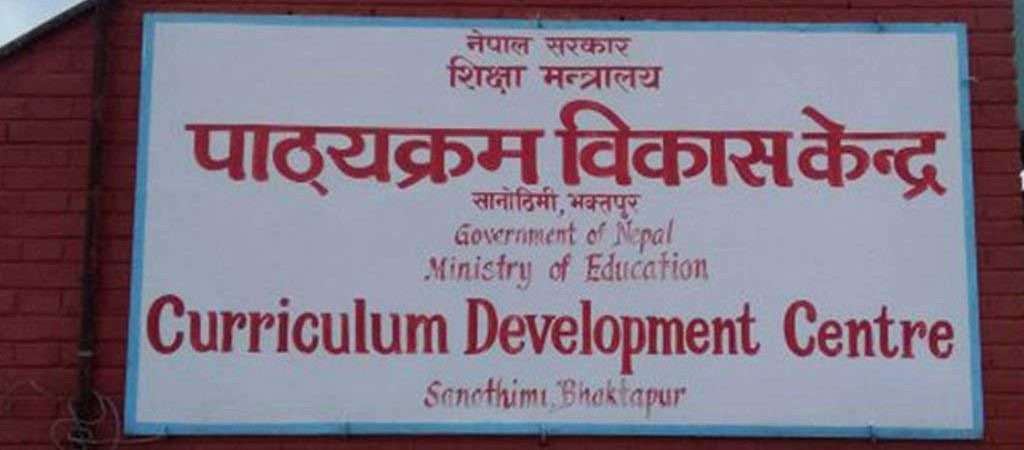 नेपाल सरकार
शिक्षा मन्त्रालय
पाठ्यक्रम विकास केन्द्र
सानोठिमी, भक्तपुर
Government of Nepal
Ministry of Education
Curriculum Development Centre
Sanothimi, Bhaktapur